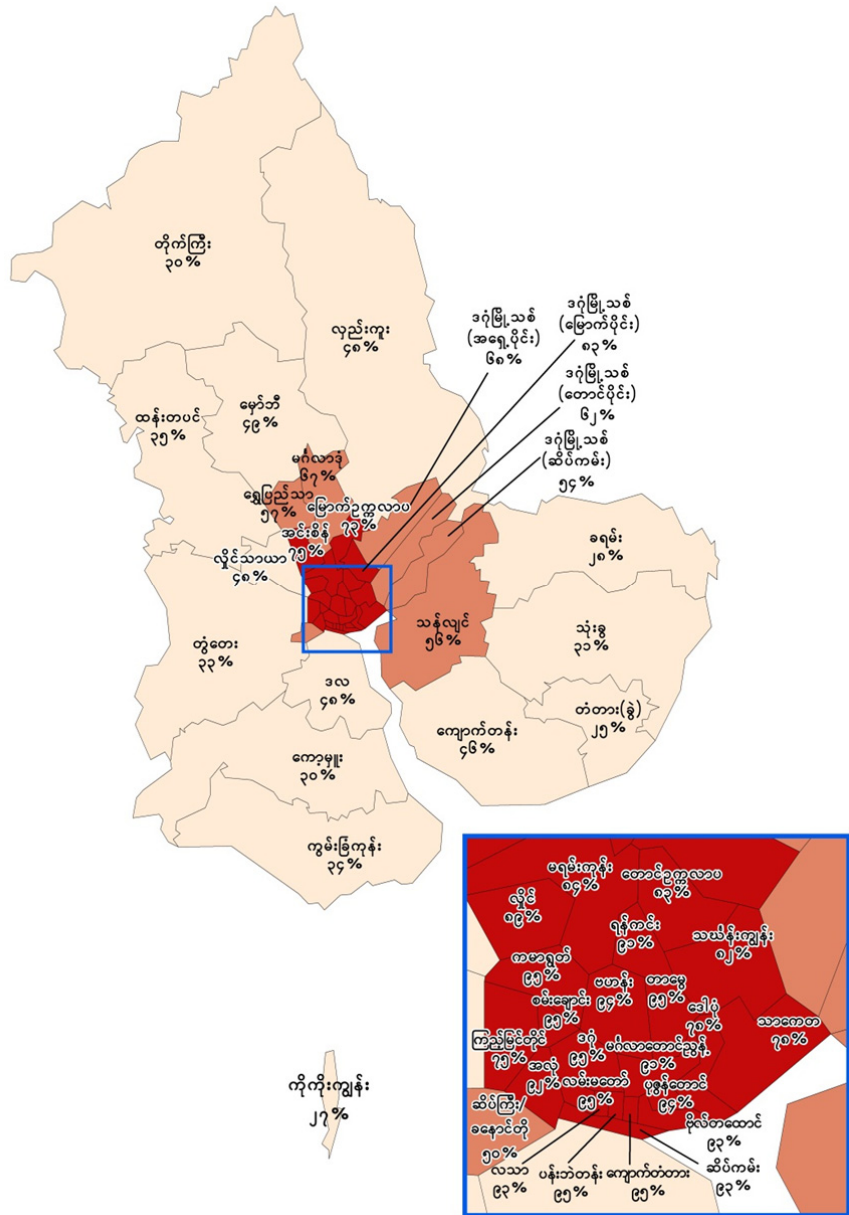 တိုက်ကြီး
၃၀%
လှည်းကူး
၄၈%
ဒဂုံမြို့သစ်
(အရှေ့ပိုင်း)
၆၈%
ဒဂုံမြို့သစ်
(မြောက်ပိုင်း)
၈၃%
ဒဂုံမြို့သစ်
(တောင်ပိုင်း)
၆၂%
ဒဂုံမြို့သစ်
(ဆိပ်ကမ်း)
၅၄%
ထန်းတပင်
၃၅%
မှော်ဘီ
၄၉%
မင်္ဂလာဒုံ
၆၇%
ရွှေပြည်သာ
၅၇%
မြောက်ဥက္ကလာပ
၇၃%
အင်းစိန်
၇၅%
လှိုင်သာယာ
၄၈%
ခရမ်း
၂၈%
သန်လျင်
၅၆%
သုံးခွ
၃၁%
တွံတေး
၃၃%
ဒလ
၄၈%
တံတား(ခွဲ)
၂၅%
ကျောက်တန်း
၄၆%
ကော့မှူး
၃၀%
ကွမ်းခြံကုန်း
၃၄%
ကိုကိုးကျွန်း
၂၇%
မရမ်းကုန်း
၈၄%
တောင်ဥက္ကလာပ
၈၃%
လှိုင်
၈၉%
ရန်ကင်း
၉၁%
သင်္ဃန်းကျွန်း
၈၂%
ကမာရွတ်
၉၅%
ဗဟန်း
၉၄%
တာမွေ
၉၅%
စမ်းချောင်း
၉၅%
ဒေါပုံ
၇၈%
သာကေတ
၇၈%
ကြည့်မြင်တိုင်
၇၅%
ဒဂုံ
၉၅%
မင်္ဂလာတောင်ညွန့်
၉၁%
အလုံ
၉၂%
လမ်းမတော်
၉၅%
ပုဇွန်တောင်
၉၄%
ဆိပ်ကြီး/
ခနောင်တို
၅၀%
ဗိုလ်တထောင်
၉၃%
လသာ
၉၃%
ပန်းဘဲတန်း
၉၅%
ကျောက်တံတား
၉၅%
ဆိပ်ကမ်း
၉၃%